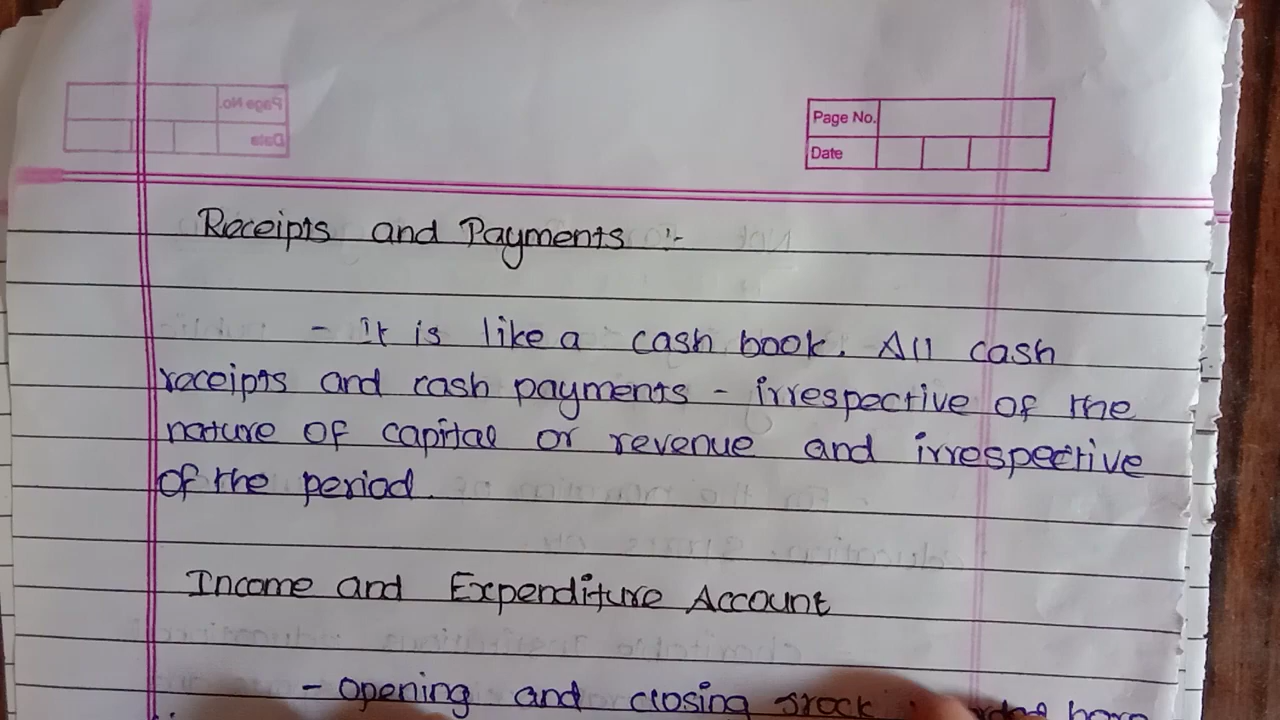 Page No.
Date
Receipts and Payments :-
- It is like a cash book. All cash
receipts and cash payments - irrespective of the
nature of capital or revenue and irrespective
of the period.
Income and Expenditure Account
- Opening and closing stock here